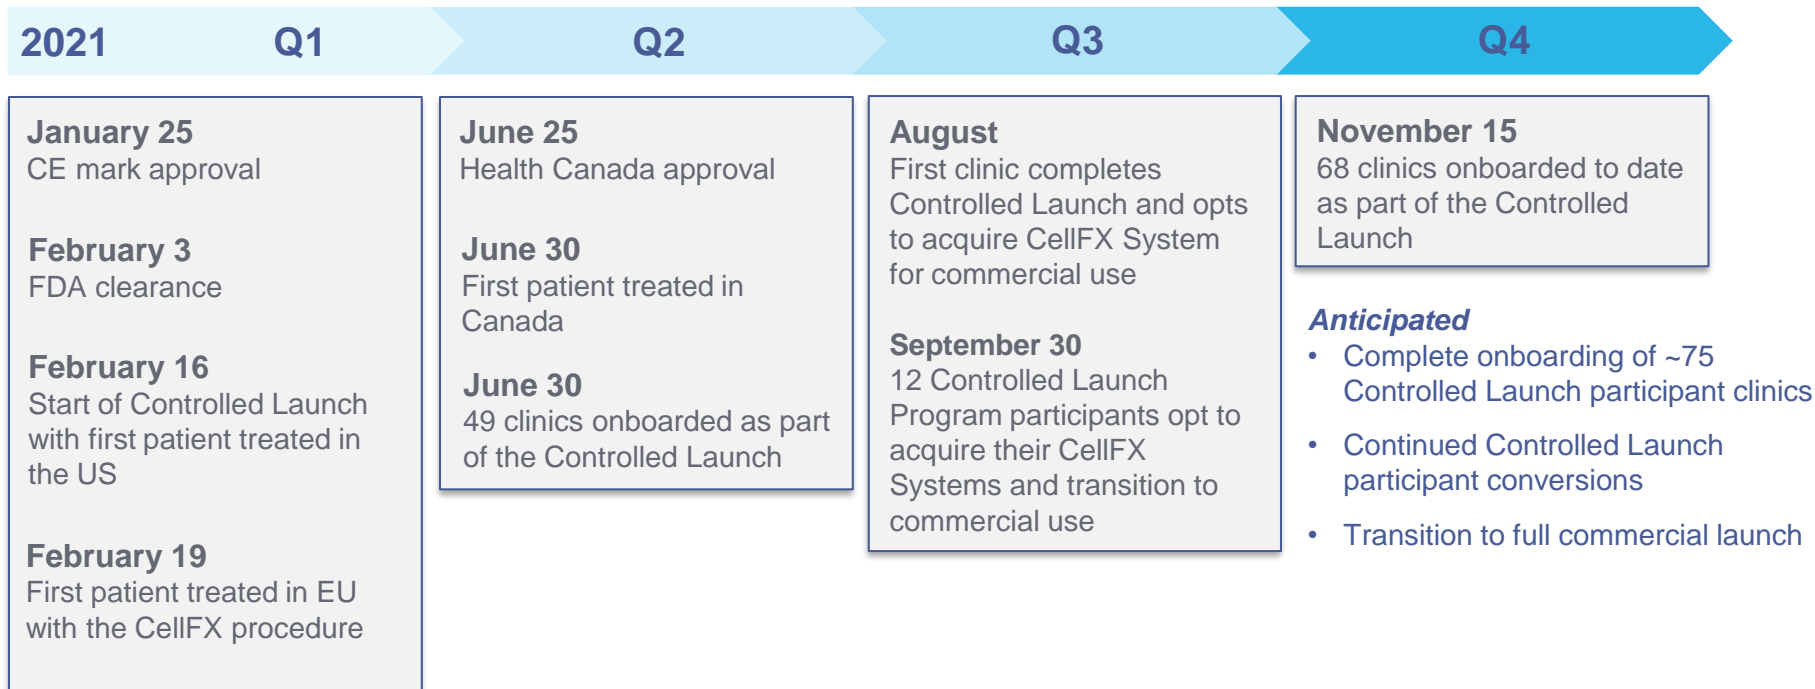 2021
Q1
Q2
Q3
Q4
January 25
CE mark approval
February 3
FDA clearance
February 16
Start of Controlled Launch
with first patient treated in
the US
February 19
First patient treated in EU
with the CellFX procedure
June 25
Health Canada approval
June 30
First patient treated in
Canada
June 30
49 clinics onboarded as part
of the Controlled Launch
August
First clinic completes
Controlled Launch and opts
to acquire CellFX System
for commercial use
September 30
12 Controlled Launch
Program participants opt to
acquire their CellFX
Systems and transition to
commercial use
November 15
68 clinics onboarded to date
as part of the Controlled
Launch
Anticipated
• Complete onboarding of ~75
Controlled Launch participant clinics
• Continued Controlled Launch
participant conversions
• Transition to full commercial launch